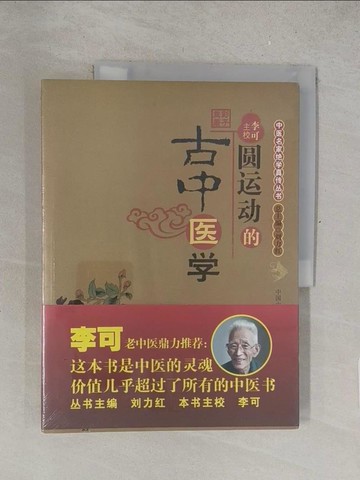 中医名家绝学真传丛书
李可
主校
圆运动的
古中医学
李可 老中医鼎力推荐：
这本书是中医的灵魂
价值几乎超过了所有的中医书
丛书主编 刘力红 本书主校 李可